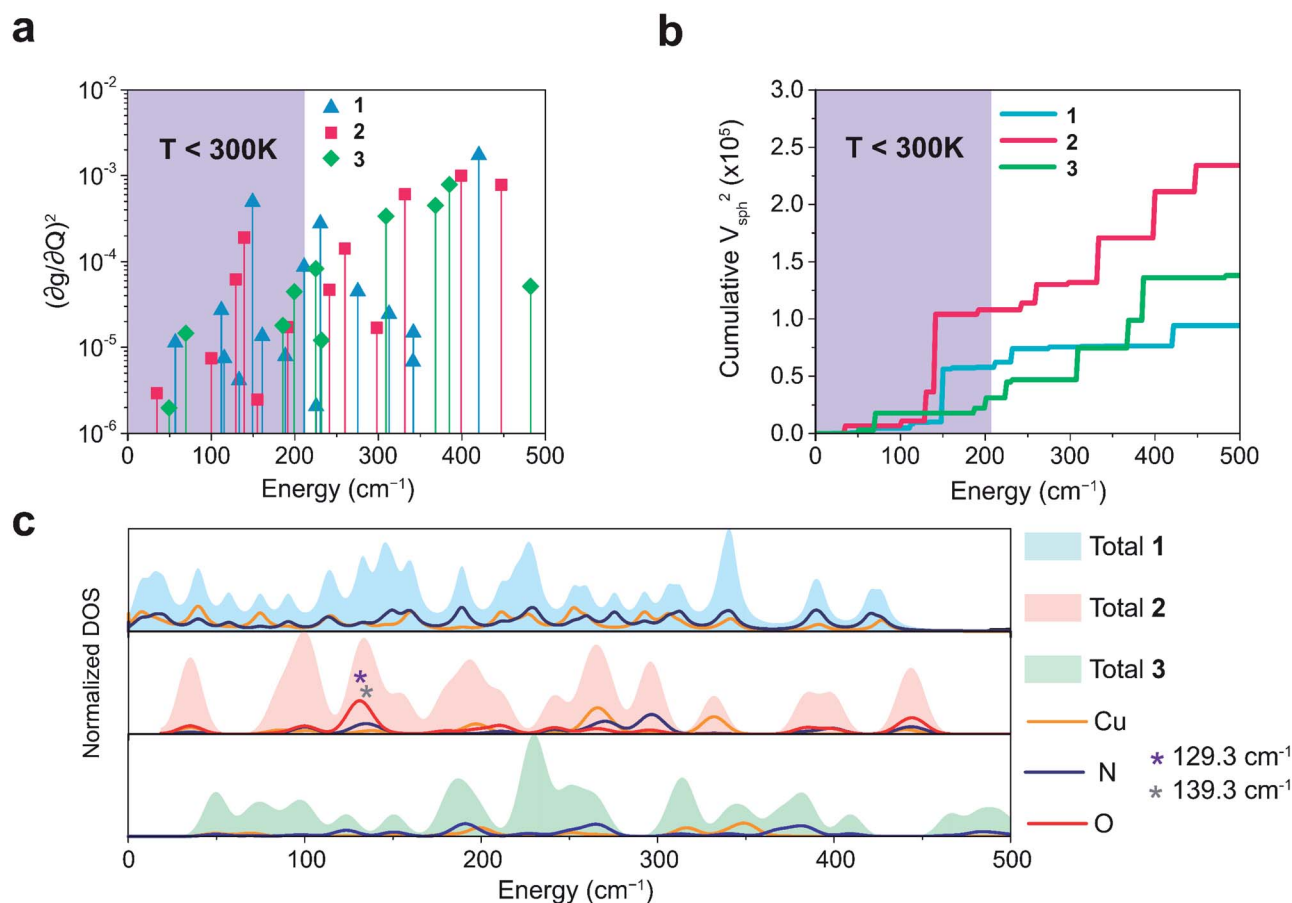 a
10⁻²
10⁻³
10⁻⁴
10⁻⁵
10⁻⁶
(∂g/∂Q)²
T < 300K
1
2
3
0 100 200 300 400 500
Energy (cm⁻¹)
b
3.0
2.5
2.0
1.5
1.0
0.5
0.0
Cumulative Vsph² (x10⁵)
T < 300K
1
2
3
0 100 200 300 400 500
Energy (cm⁻¹)
c
Normalized DOS
*
*
0 100 200 300 400 500
Energy (cm⁻¹)
Total 1
Total 2
Total 3
Cu
N
O
* 129.3 cm⁻¹
* 139.3 cm⁻¹